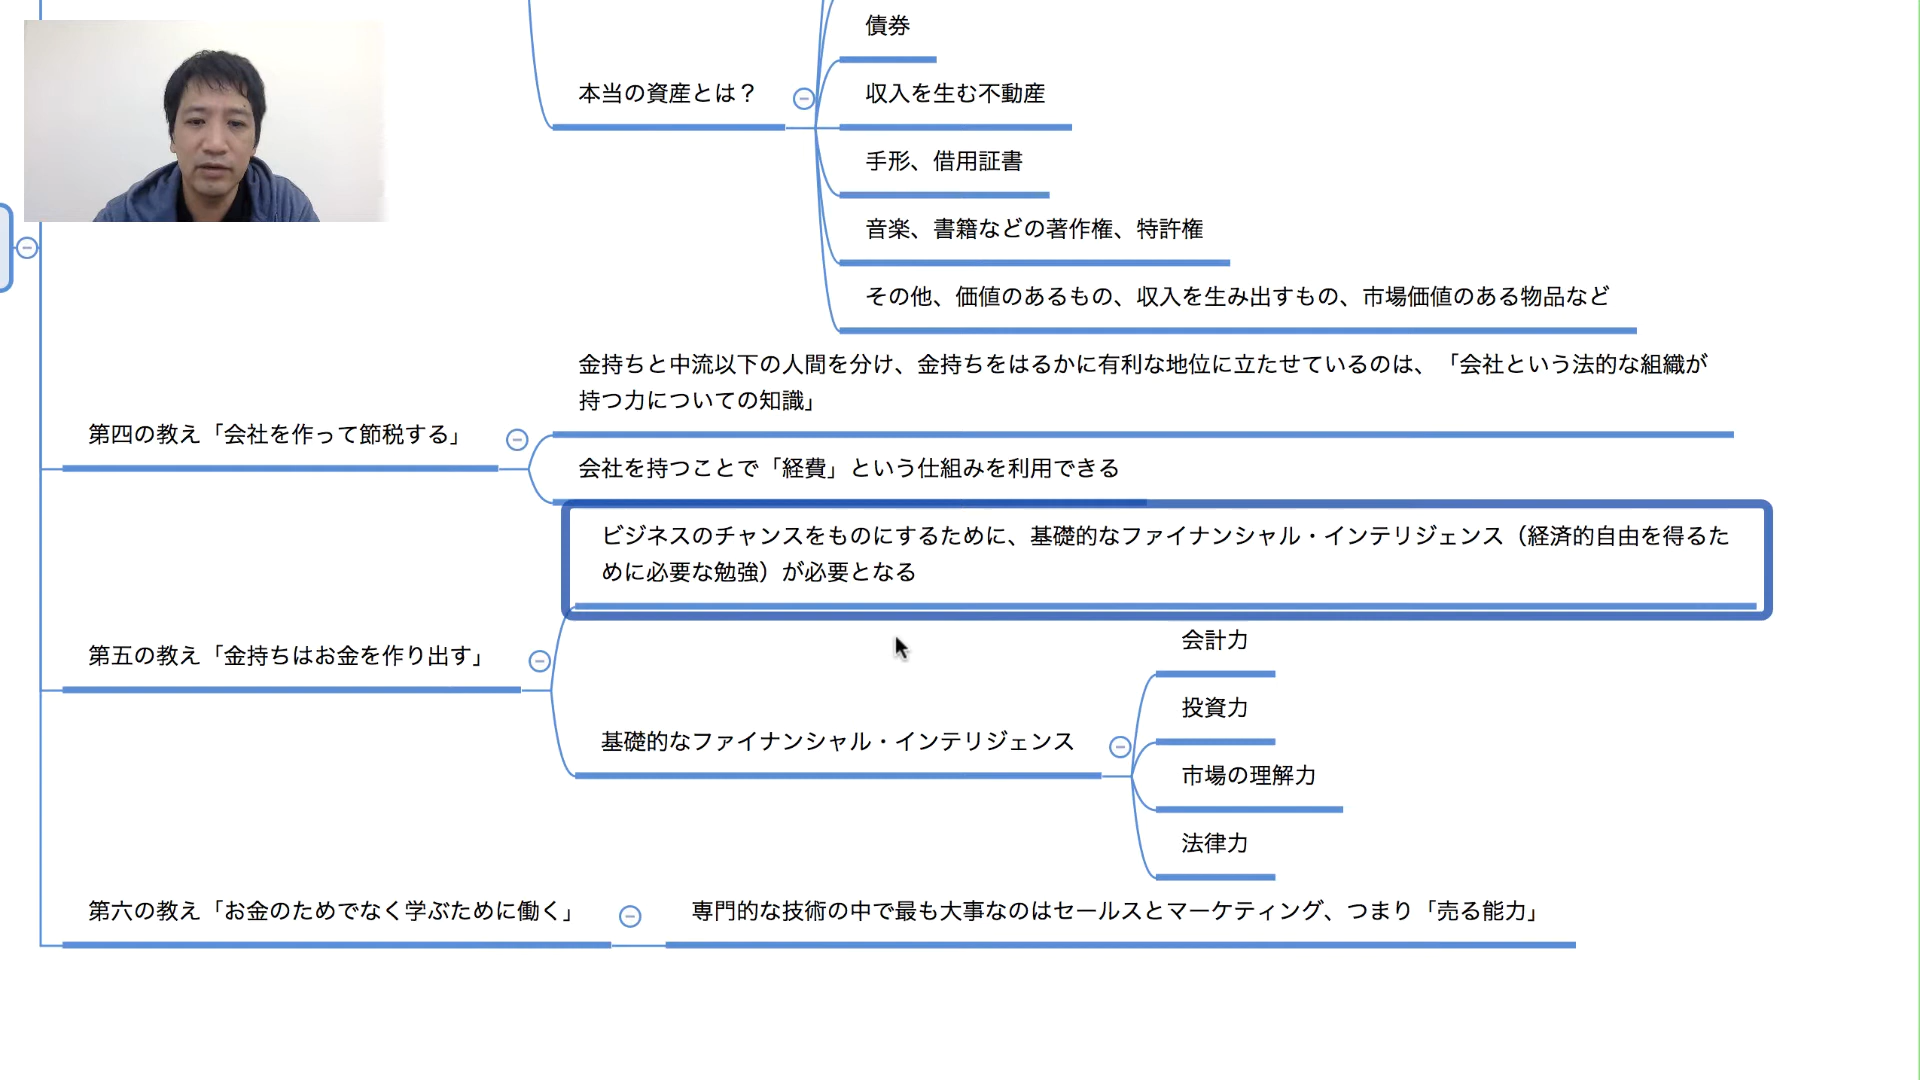 債券
本当の資産とは？
収入を生む不動産
手形、借用証書
音楽、書籍などの著作権、特許権
その他、価値のあるもの、収入を生み出すもの、市場価値のある物品など
金持ちと中流以下の人間を分け、金持ちをはるかに有利な地位に立たせているのは、「会社という法的な組織が
持つ力についての知識」
第四の教え「会社を作って節税する」
会社を持つことで「経費」という仕組みを利用できる
ビジネスのチャンスをものにするために、基礎的なファイナンシャル・インテリジェンス（経済的自由を得るた
めに必要な勉強）が必要となる
第五の教え「金持ちはお金を作り出す」
基礎的なファイナンシャル・インテリジェンス
会計力
投資力
市場の理解力
法律力
第六の教え「お金のためでなく学ぶために働く」
専門的な技術の中で最も大事なのはセールスとマーケティング、つまり「売る能力」